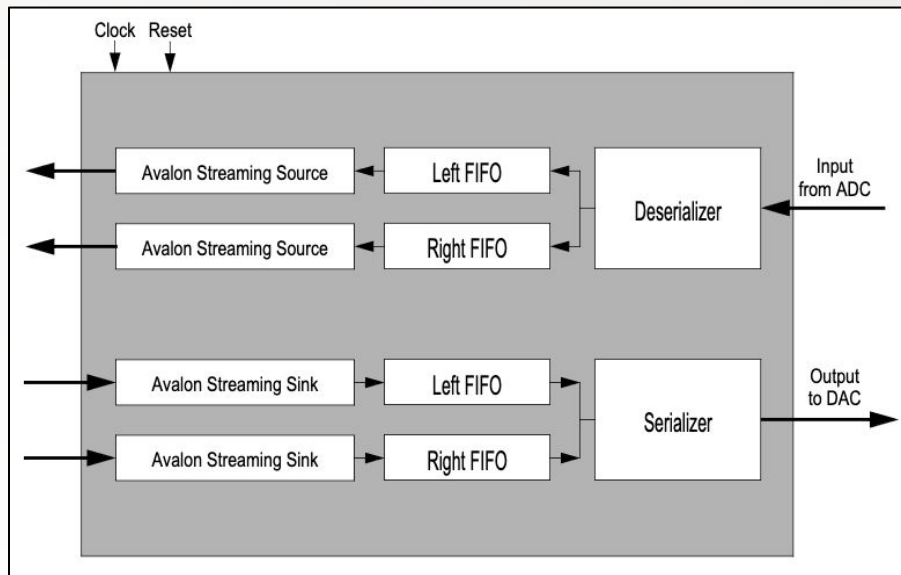 Clock Reset
Avalon Streaming Source
Left FIFO
Deserializer
Input
from ADC
Avalon Streaming Source
Right FIFO
Avalon Streaming Sink
Left FIFO
Serializer
Output
to DAC
Avalon Streaming Sink
Right FIFO